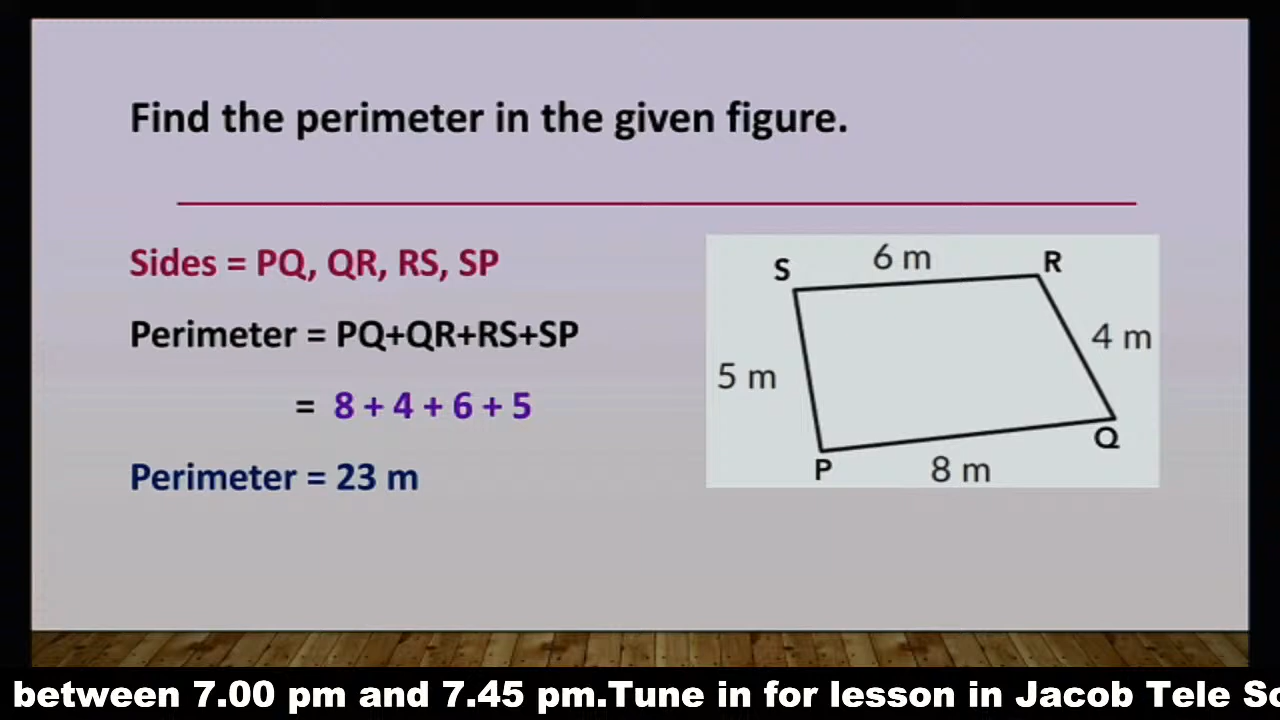 Find the perimeter in the given figure.
Sides = PQ, QR, RS, SP
Perimeter = PQ+QR+RS+SP
= 8 + 4 + 6 + 5
Perimeter = 23 m
S
6 m
R
4 m
5 m
Q
P
8 m
between 7.00 pm and 7.45 pm.Tune in for lesson in Jacob Tele